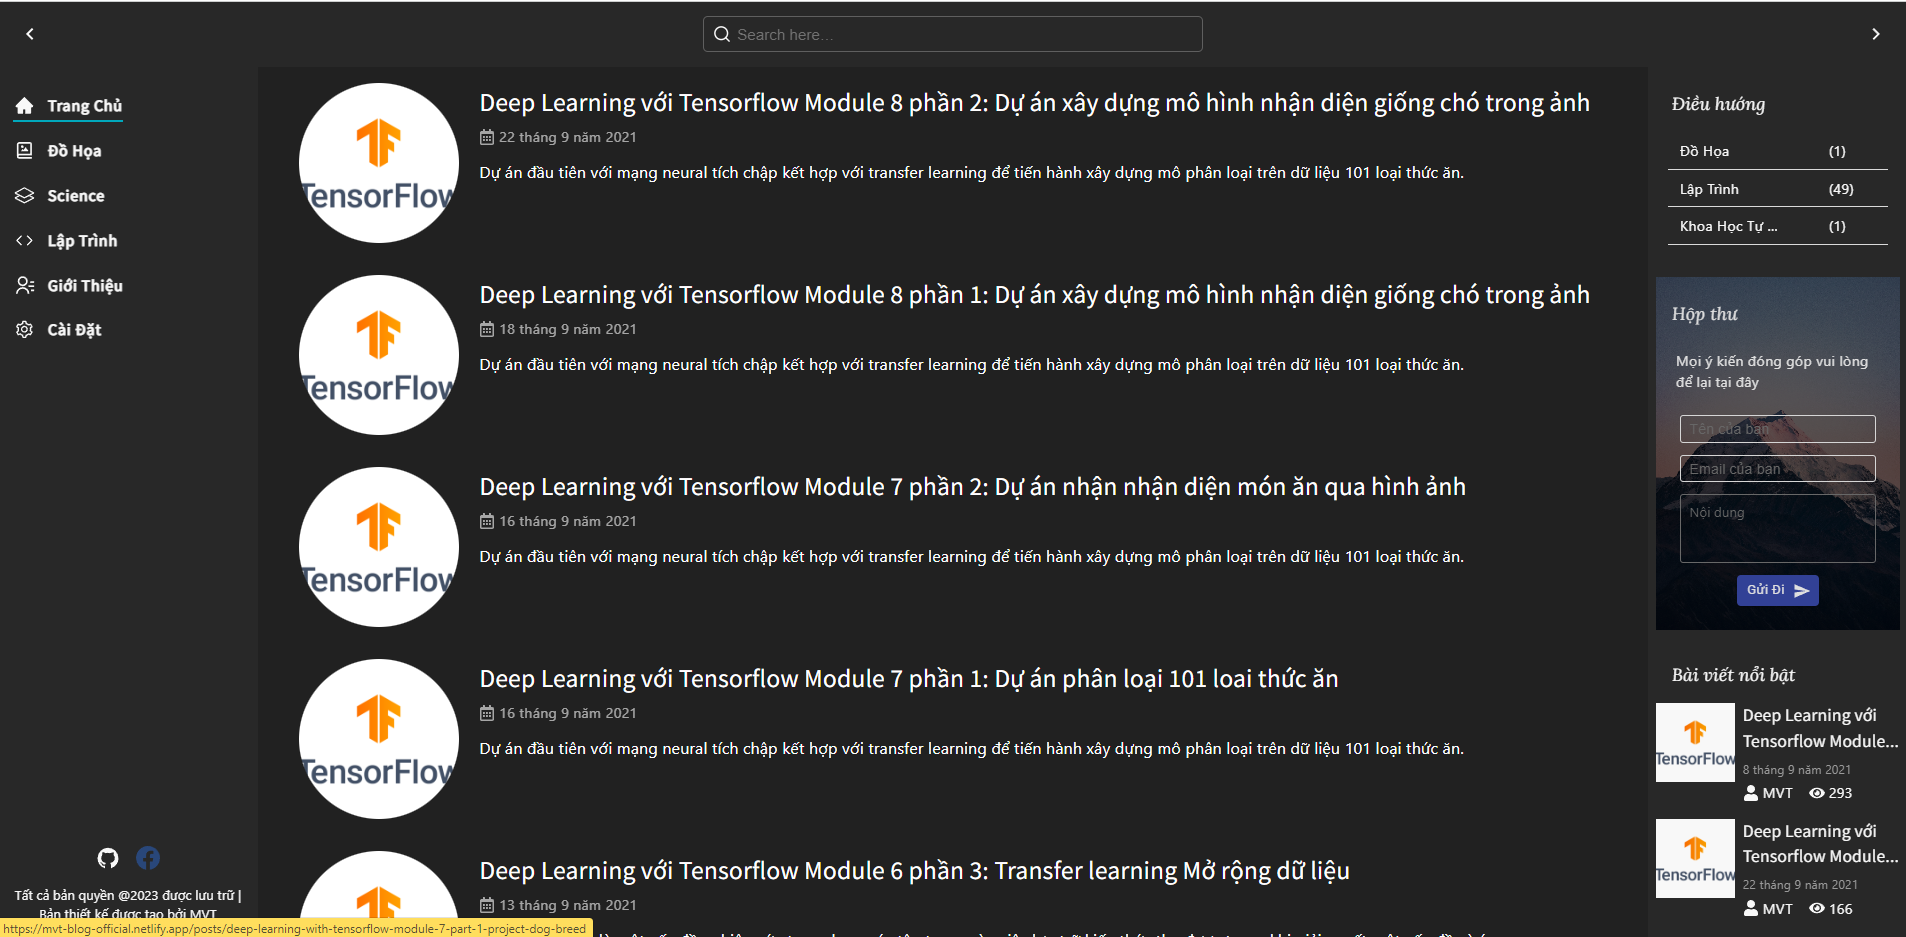 Search here...
Trang Chủ
Đồ Họa
Science
Lập Trình
Giới Thiệu
Cài Đặt
Tất cả bản quyền @2023 được lưu trữ |
Bản thiết kế được tạo bởi MVT
https://mvt-blog-official.netlify.app/posts/deep-learning-with-tensorflow-module-7-part-1-project-dog-breed
TensorFlow
Deep Learning với Tensorflow Module 8 phần 2: Dự án xây dựng mô hình nhận diện giống chó trong ảnh
22 tháng 9 năm 2021
Dự án đầu tiên với mạng neural tích chập kết hợp với transfer learning để tiến hành xây dựng mô phân loại trên dữ liệu 101 loại thức ăn.
TensorFlow
Deep Learning với Tensorflow Module 8 phần 1: Dự án xây dựng mô hình nhận diện giống chó trong ảnh
18 tháng 9 năm 2021
Dự án đầu tiên với mạng neural tích chập kết hợp với transfer learning để tiến hành xây dựng mô phân loại trên dữ liệu 101 loại thức ăn.
TensorFlow
Deep Learning với Tensorflow Module 7 phần 2: Dự án nhận nhận diện món ăn qua hình ảnh
16 tháng 9 năm 2021
Dự án đầu tiên với mạng neural tích chập kết hợp với transfer learning để tiến hành xây dựng mô phân loại trên dữ liệu 101 loại thức ăn.
TensorFlow
Deep Learning với Tensorflow Module 7 phần 1: Dự án phân loại 101 loai thức ăn
16 tháng 9 năm 2021
Dự án đầu tiên với mạng neural tích chập kết hợp với transfer learning để tiến hành xây dựng mô phân loại trên dữ liệu 101 loại thức ăn.
Deep Learning với Tensorflow Module 6 phần 3: Transfer learning Mở rộng dữ liệu
13 tháng 9 năm 2021
Điều hướng
Đồ Họa (1)
Lập Trình (49)
Khoa Học Tự ... (1)
Hộp thư
Mọi ý kiến đóng góp vui lòng
để lại tại đây
Tên của bạn
Email của bạn
Nội dung
Gửi Đi
Bài viết nổi bật
TensorFlow
Deep Learning với
Tensorflow Module...
8 tháng 9 năm 2021
MVT 293
TensorFlow
Deep Learning với
Tensorflow Module...
22 tháng 9 năm 2021
MVT 166